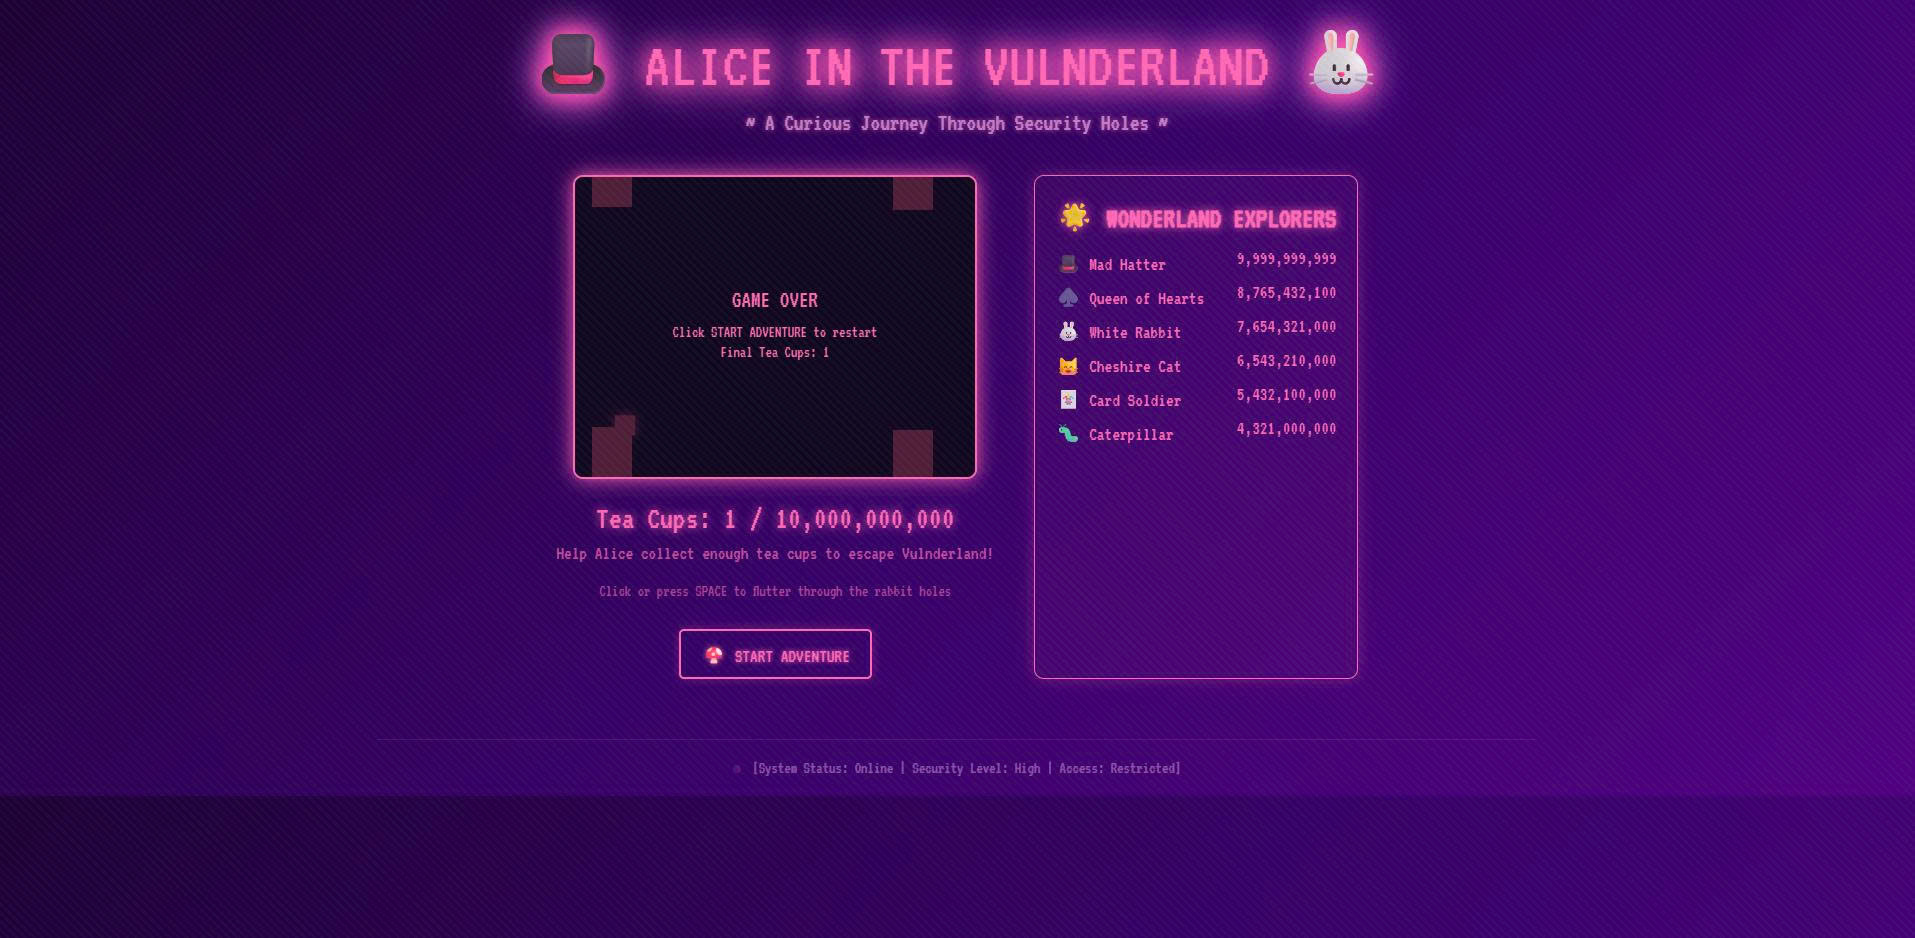 ALICE IN THE VULNDERLAND
~ A Curious Journey Through Security Holes ~
GAME OVER
Click START ADVENTURE to restart
Final Tea Cups: 1
Tea Cups: 1 / 10,000,000,000
Help Alice collect enough tea cups to escape Vulnderland!
Click or press SPACE to flutter through the rabbit holes
START ADVENTURE
WONDERLAND EXPLORERS
Mad Hatter 9,999,999,999
Queen of Hearts 8,765,432,100
White Rabbit 7,654,321,000
Cheshire Cat 6,543,210,000
Card Soldier 5,432,100,000
Caterpillar 4,321,000,000
[System Status: Online | Security Level: High | Access: Restricted]